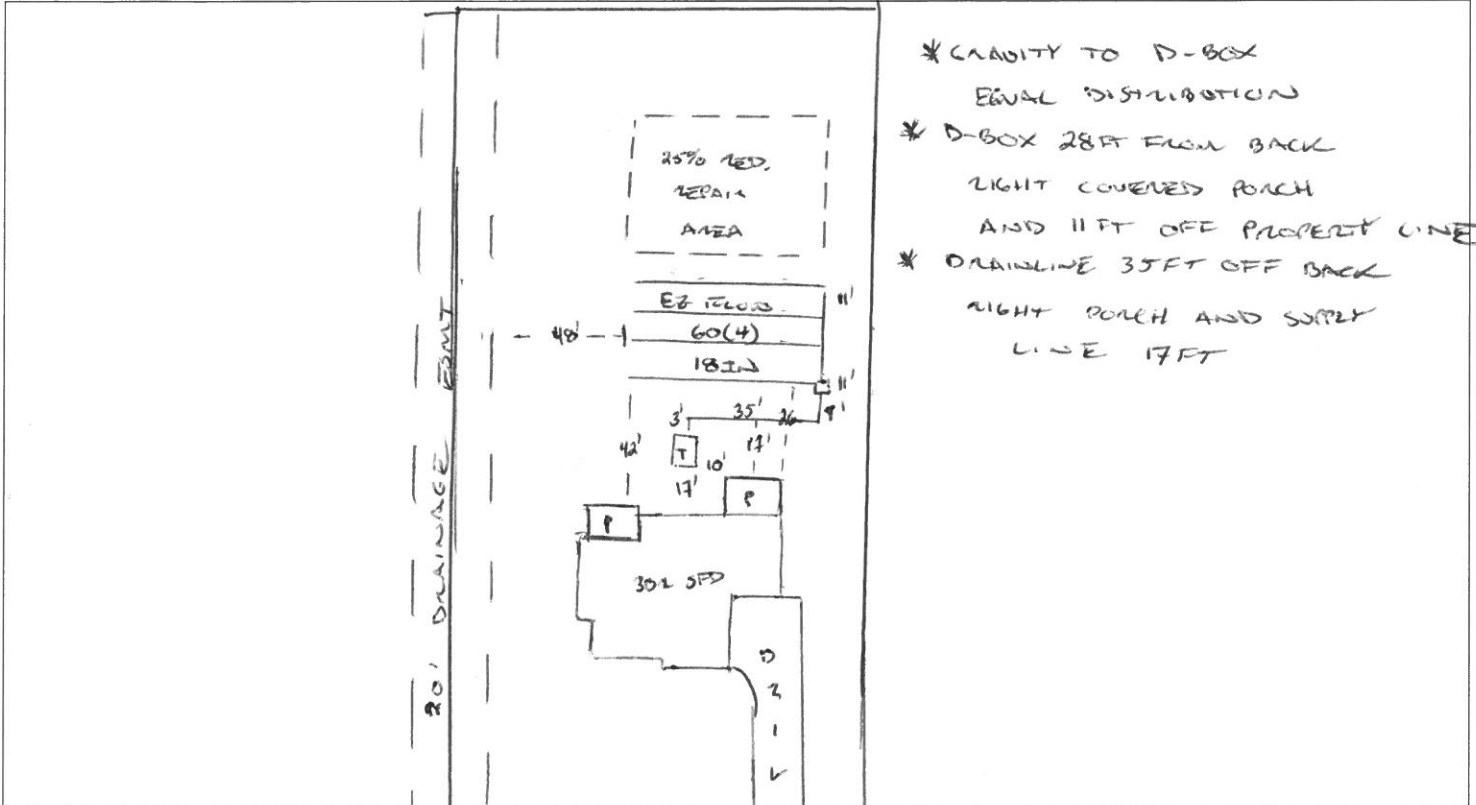 * GRAVITY TO D-BOX
EQUAL DISTRIBUTION
* D-BOX 28FT FROM BACK
RIGHT COVERED PORCH
AND 11FT OFF PROPERTY LINE
* DRAINLINE 35FT OFF BACK
RIGHT PORCH AND SUPPLY
LINE 17FT
25% RED.
REPAIR
AREA
EZ FLOW
11'
48'
60(4)
18IN
11'
3'
35'
26
9'
42'
T
10'
17'
17'
P
P
SFD
DRIV
20' DRAINAGE ESMT